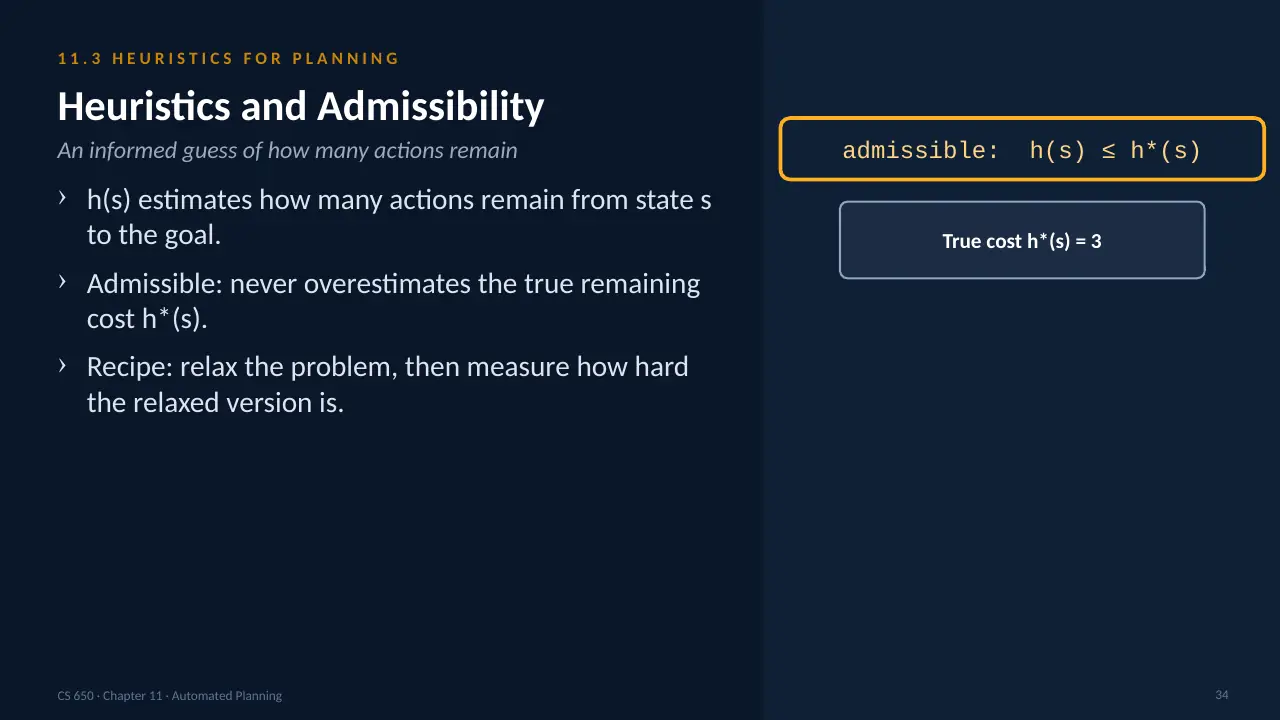 11.3 HEURISTICS FOR PLANNING
Heuristics and Admissibility
An informed guess of how many actions remain
› h(s) estimates how many actions remain from state s
to the goal.
› Admissible: never overestimates the true remaining
cost h*(s).
› Recipe: relax the problem, then measure how hard
the relaxed version is.
admissible:  h(s) ≤ h*(s)
True cost h*(s) = 3
CS 650 · Chapter 11 · Automated Planning
34